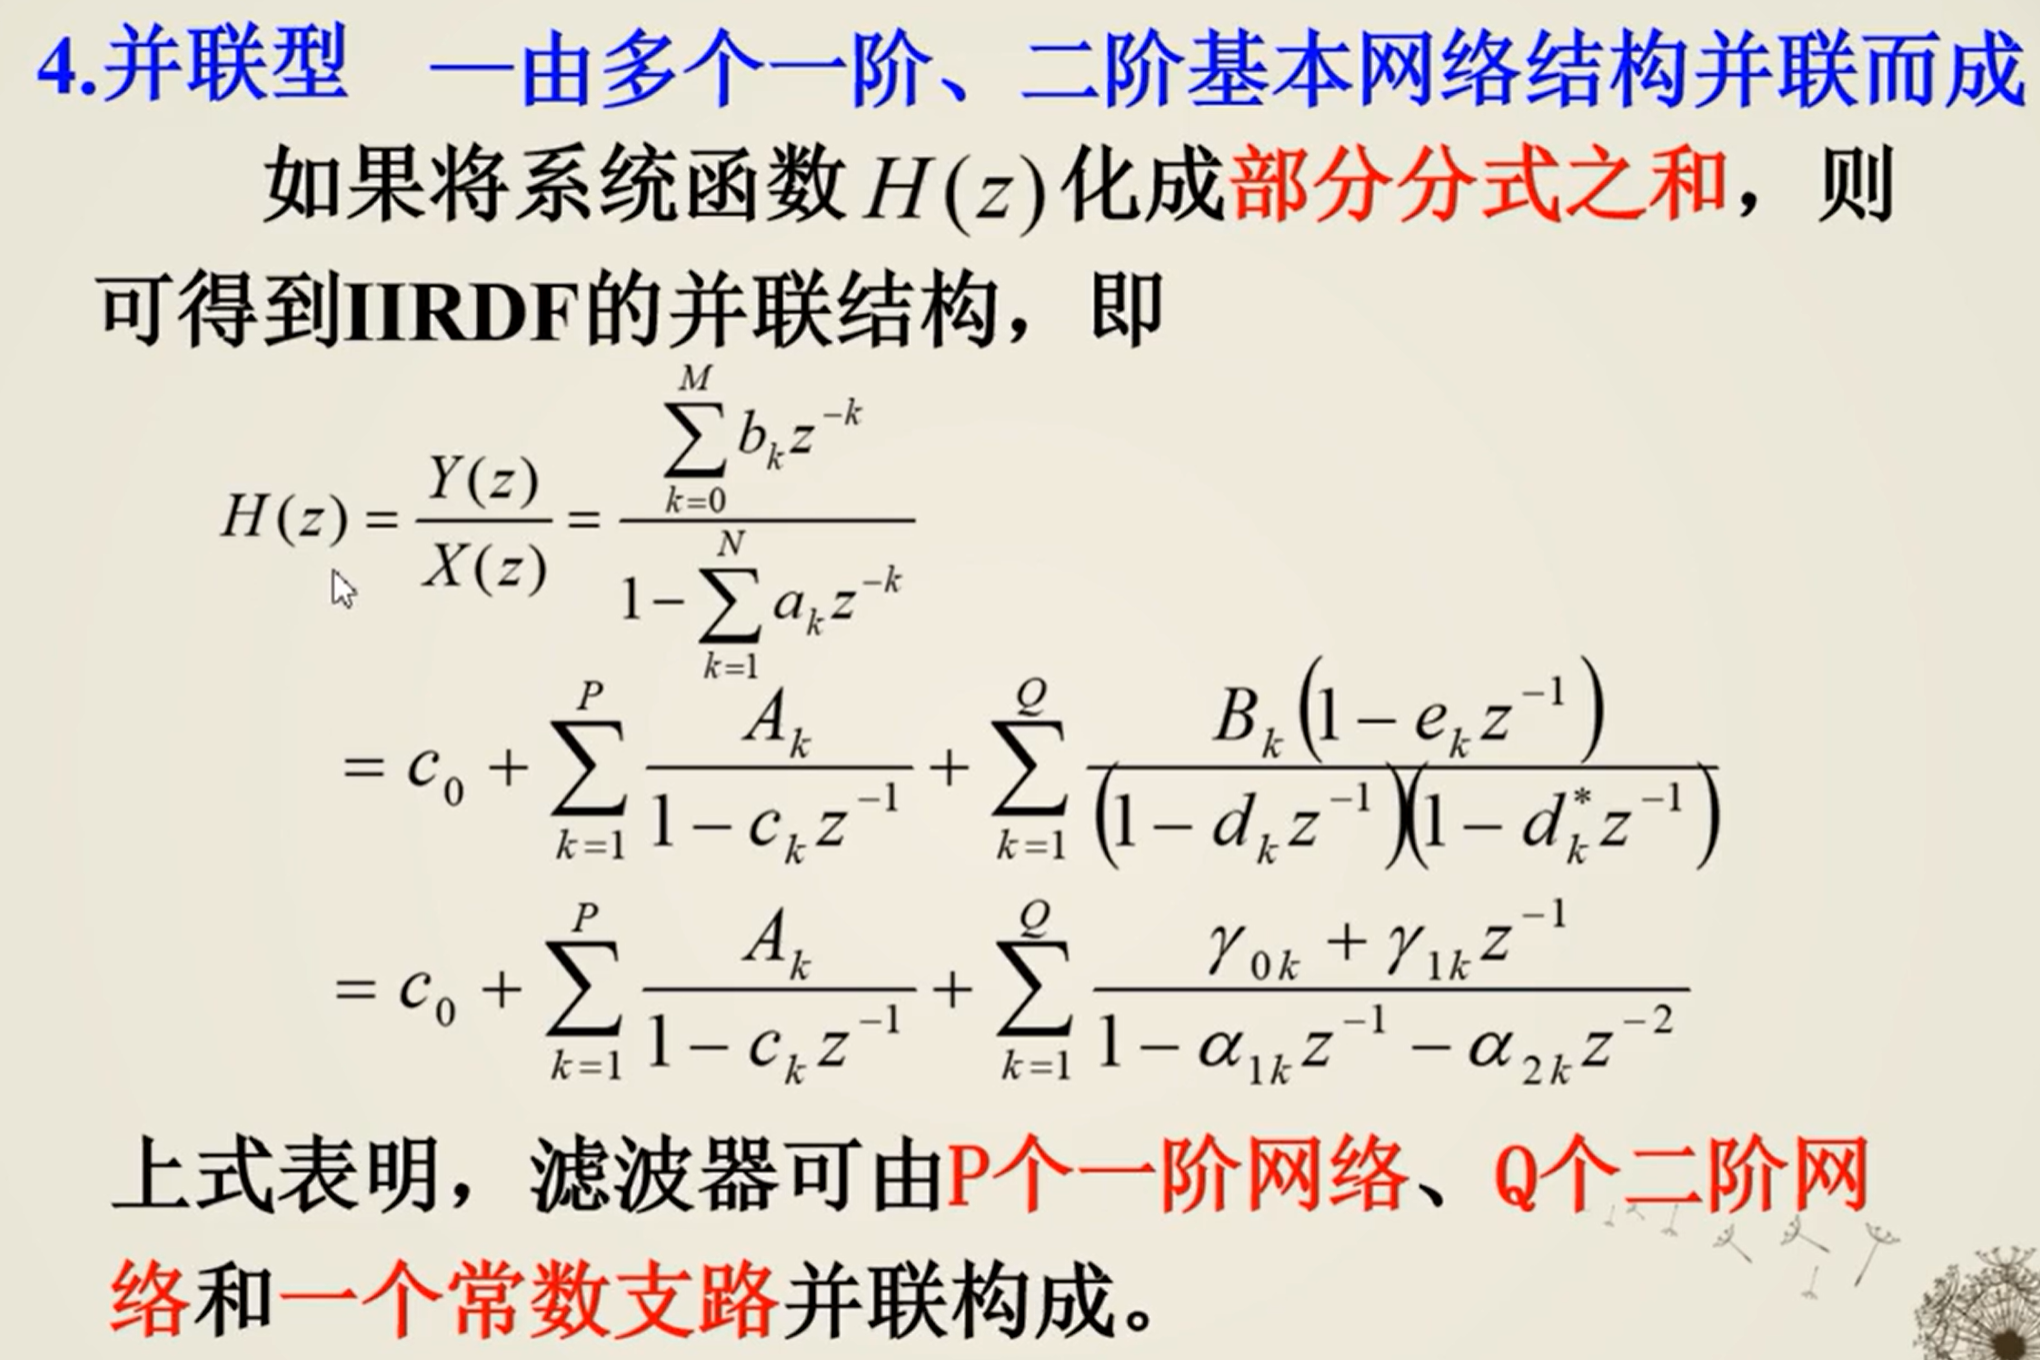 4.并联型 —由多个一阶、二阶基本网络结构并联而成
如果将系统函数H(z)化成部分分式之和，则
可得到IIRDF的并联结构，即
H(z) = \frac{Y(z)}{X(z)} = \frac{\sum_{k=0}^{M} b_k z^{-k}}{1 - \sum_{k=1}^{N} a_k z^{-k}}
= c_0 + \sum_{k=1}^{P} \frac{A_k}{1 - c_k z^{-1}} + \sum_{k=1}^{Q} \frac{B_k (1 - e_k z^{-1})}{(1 - d_k z^{-1})(1 - d_k^* z^{-1})}
= c_0 + \sum_{k=1}^{P} \frac{A_k}{1 - c_k z^{-1}} + \sum_{k=1}^{Q} \frac{γ_{0k} + γ_{1k} z^{-1}}{1 - α_{1k} z^{-1} - α_{2k} z^{-2}}
上式表明，滤波器可由P个一阶网络、Q个二阶网
络和一个常数支路并联构成。